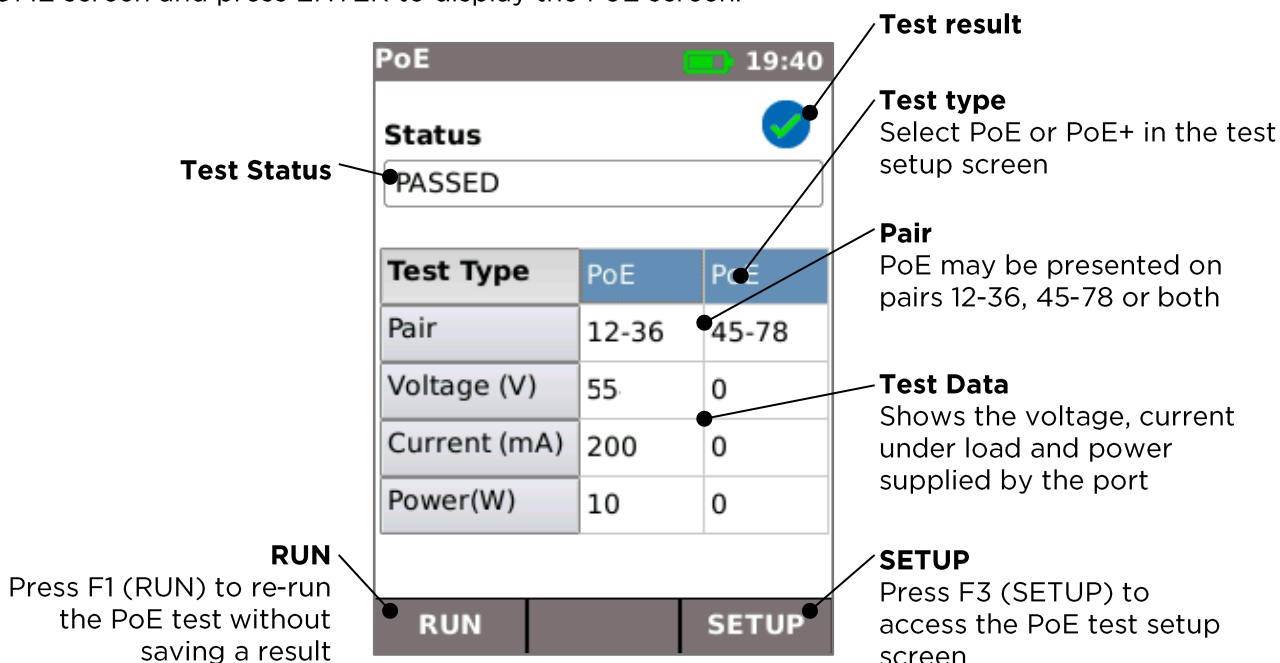 HOME screen and press ENTER to display the PoE screen.
Test result
PoE 19:40
Test type
Select PoE or PoE+ in the test
setup screen
Status
Test Status
PASSED
Pair
PoE may be presented on
pairs 12-36, 45-78 or both
Test Type PoE PoE
Pair 12-36 45-78
Voltage (V) 55 0
Current (mA) 200 0
Power(W) 10 0
Test Data
Shows the voltage, current
under load and power
supplied by the port
RUN
Press F1 (RUN) to re-run
the PoE test without
saving a result
SETUP
Press F3 (SETUP) to
access the PoE test setup
screen
RUN SETUP